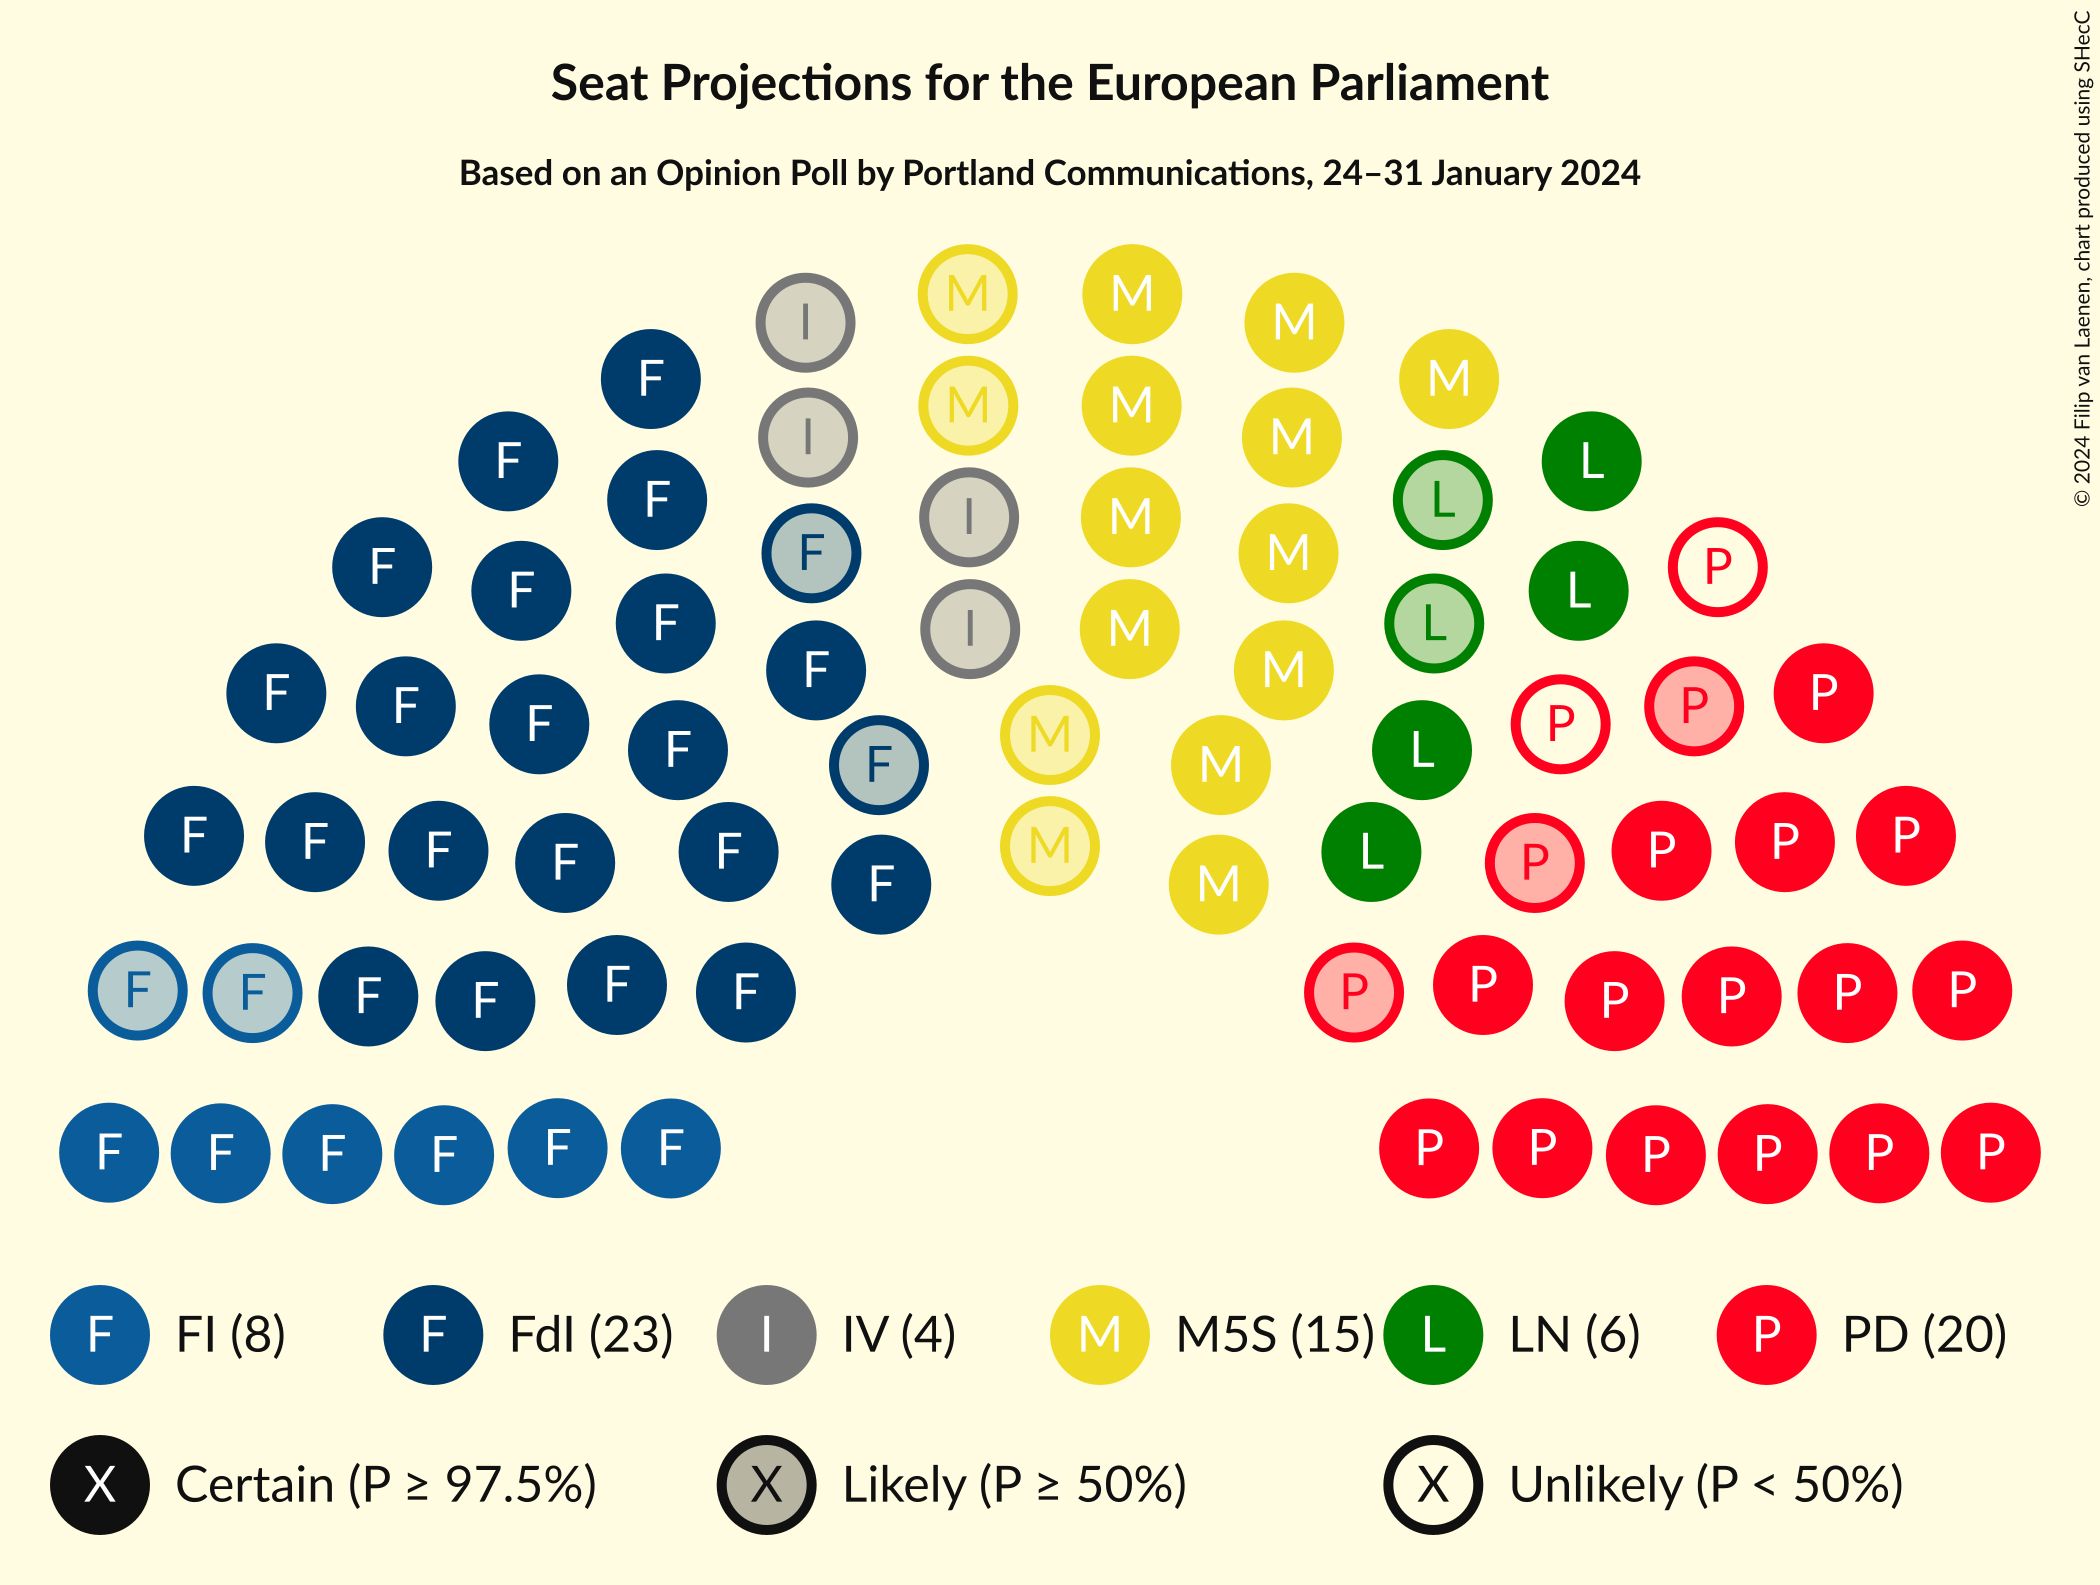 Seat Projections for the European Parliament
Based on an Opinion Poll by Portland Communications, 24–31 January 2024
© 2024 Filip van Laenen, chart produced using SHecC
I M M M
F I M M M M
F F I M M M L L
F F F F I M M M L L P
F F F F F F M M M L P P P
F F F F F F M M L P P P P
F F F F F F P P P P P P
F F F F F F P P P P P P
F FI (8) F FdI (23) I IV (4) M M5S (15) L LN (6) P PD (20)
X Certain (P ≥ 97.5%) X Likely (P ≥ 50%) X Unlikely (P < 50%)